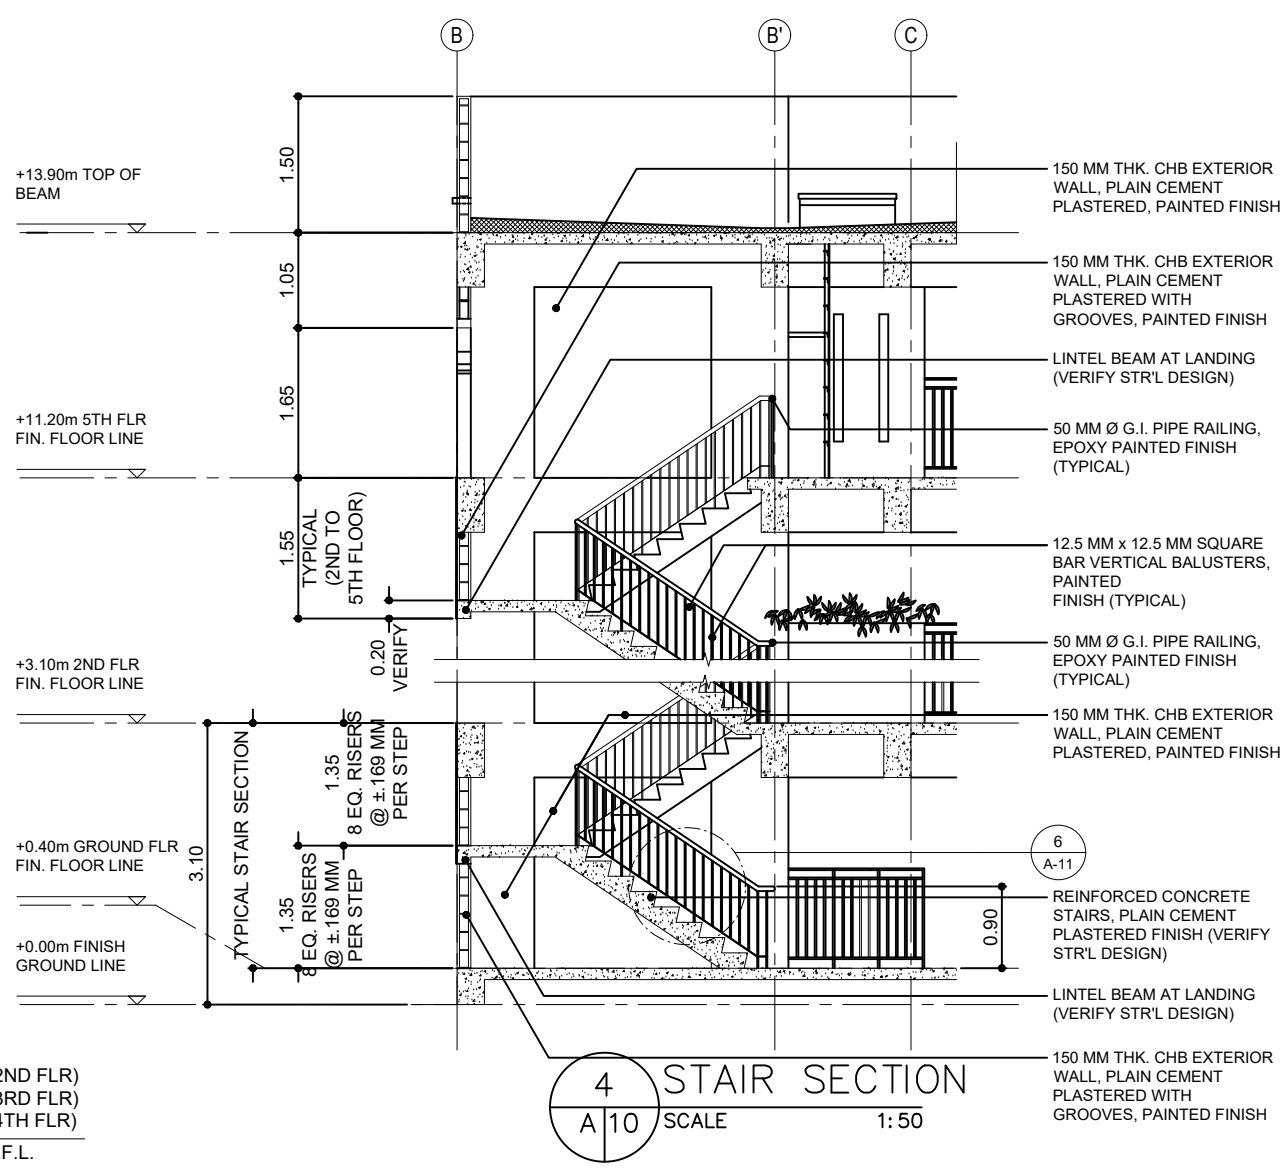 B
B'
C
+13.90m TOP OF
BEAM
+11.20m 5TH FLR
FIN. FLOOR LINE
+3.10m 2ND FLR
FIN. FLOOR LINE
+0.40m GROUND FLR
FIN. FLOOR LINE
+0.00m FINISH
GROUND LINE
1.50
1.05
1.65
1.55
TYPICAL
(2ND TO
5TH FLOOR)
0.20
VERIFY
3.10
TYPICAL STAIR SECTION
1.35
8 EQ. RISERS
@ ±.169 MM
PER STEP
1.35
8 EQ. RISERS
@ ±.169 MM
PER STEP
150 MM THK. CHB EXTERIOR
WALL, PLAIN CEMENT
PLASTERED, PAINTED FINISH
150 MM THK. CHB EXTERIOR
WALL, PLAIN CEMENT
PLASTERED WITH
GROOVES, PAINTED FINISH
LINTEL BEAM AT LANDING
(VERIFY STR'L DESIGN)
50 MM Ø G.I. PIPE RAILING,
EPOXY PAINTED FINISH
(TYPICAL)
12.5 MM x 12.5 MM SQUARE
BAR VERTICAL BALUSTERS,
PAINTED
FINISH (TYPICAL)
50 MM Ø G.I. PIPE RAILING,
EPOXY PAINTED FINISH
(TYPICAL)
150 MM THK. CHB EXTERIOR
WALL, PLAIN CEMENT
PLASTERED, PAINTED FINISH
6
A-11
0.90
REINFORCED CONCRETE
STAIRS, PLAIN CEMENT
PLASTERED FINISH (VERIFY
STR'L DESIGN)
LINTEL BEAM AT LANDING
(VERIFY STR'L DESIGN)
150 MM THK. CHB EXTERIOR
WALL, PLAIN CEMENT
PLASTERED WITH
GROOVES, PAINTED FINISH
2ND FLR)
3RD FLR)
4TH FLR)
.F.L.
4
A 10
STAIR SECTION
SCALE 1:50